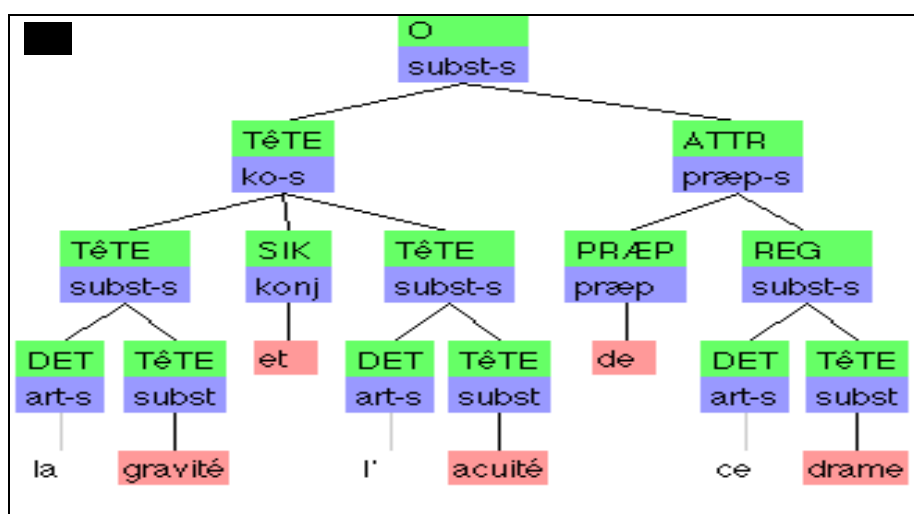 O
subst-s
TêTE ATTR
ko-s præp-s
TêTE SIK TêTE PRÆP REG
subst-s konj subst-s præp subst-s
DET TêTE et DET TêTE de DET TêTE
art-s subst art-s subst art-s subst
la gravité l' acuité ce drame